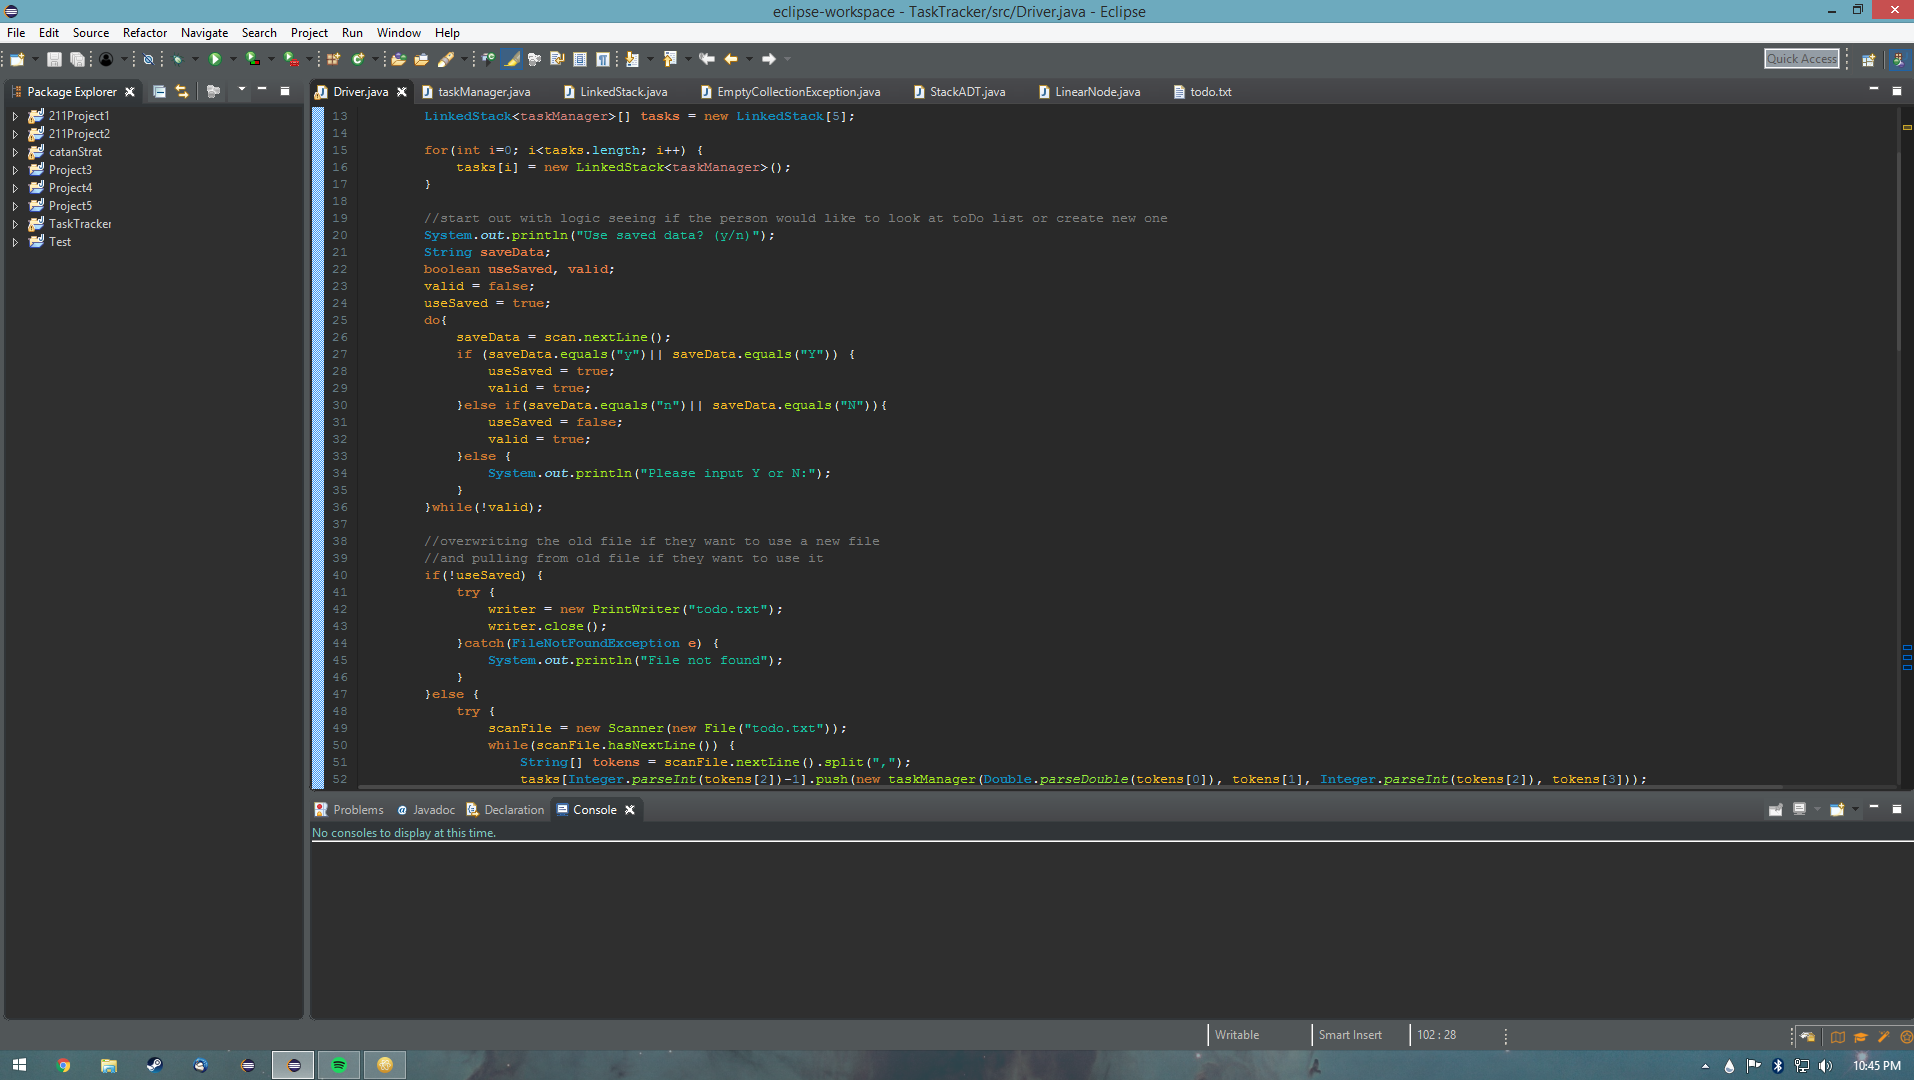 eclipse-workspace - TaskTracker/src/Driver.java - Eclipse
File Edit Source Refactor Navigate Search Project Run Window Help
Quick Access
Package Explorer
211Project1
211Project2
catanStrat
Project3
Project4
Project5
TaskTracker
Test
Driver.java taskManager.java LinkedStack.java EmptyCollectionException.java StackADT.java LinearNode.java todo.txt
13 LinkedStack<taskManager>[] tasks = new LinkedStack[5];
14
15 for(int i=0; i<tasks.length; i++) {
16 tasks[i] = new LinkedStack<taskManager>();
17 }
18
19 //start out with logic seeing if the person would like to look at toDo list or create new one
20 System.out.println("Use saved data? (y/n)");
21 String saveData;
22 boolean useSaved, valid;
23 valid = false;
24 useSaved = true;
25 do{
26 saveData = scan.nextLine();
27 if (saveData.equals("y")|| saveData.equals("Y")) {
28 useSaved = true;
29 valid = true;
30 }else if(saveData.equals("n")|| saveData.equals("N")){
31 useSaved = false;
32 valid = true;
33 }else {
34 System.out.println("Please input Y or N:");
35 }
36 }while(!valid);
37
38 //overwriting the old file if they want to use a new file
39 //and pulling from old file if they want to use it
40 if(!useSaved) {
41 try {
42 writer = new PrintWriter("todo.txt");
43 writer.close();
44 }catch(FileNotFoundException e) {
45 System.out.println("File not found");
46 }
47 }else {
48 try {
49 scanFile = new Scanner(new File("todo.txt"));
50 while(scanFile.hasNextLine()) {
51 String[] tokens = scanFile.nextLine().split(",");
52 tasks[Integer.parseInt(tokens[2])-1].push(new taskManager(Double.parseDouble(tokens[0]), tokens[1], Integer.parseInt(tokens[2]), tokens[3]));
Problems Javadoc Declaration Console
No consoles to display at this time.
Writable Smart Insert 102 : 28
10:45 PM